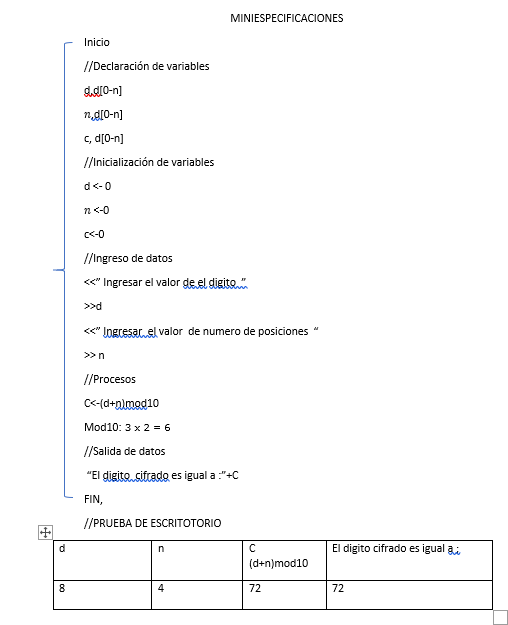 MINIESPECIFICACIONES
Inicio
//Declaración de variables
d,d[0-n]
n,d[0-n]
c, d[0-n]
//Inicialización de variables
d <- 0
n <-0
c<-0
//Ingreso de datos
<<” Ingresar el valor de el digito ”
>>d
<<” Ingresar el valor de numero de posiciones “
>> n
//Procesos
C<-(d+n)mod10
Mod10: 3 x 2 = 6
//Salida de datos
“El digito cifrado es igual a :”+C
FIN,
//PRUEBA DE ESCRITOTORIO
d n C El digito cifrado es igual a :
(d+n)mod10
8 4 72 72